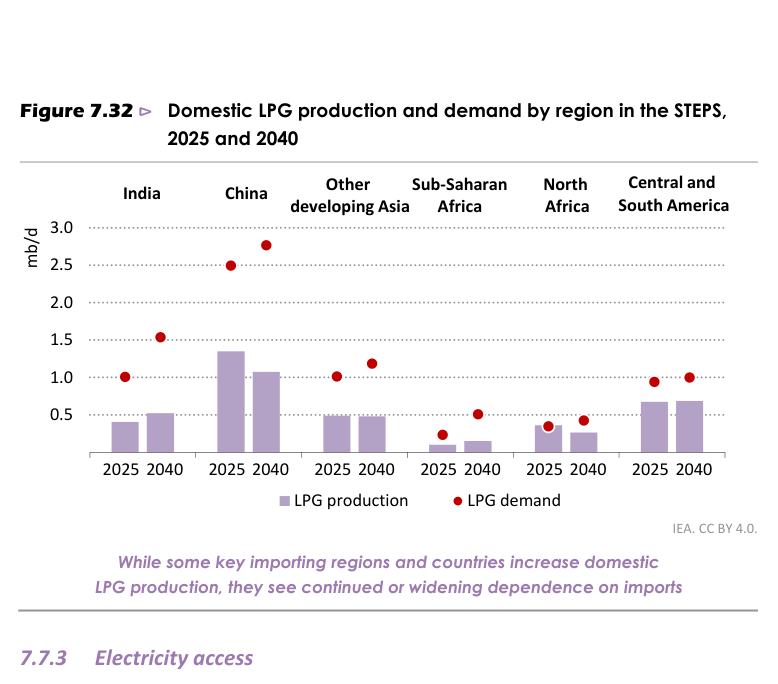 Figure 7.32 ▻ Domestic LPG production and demand by region in the STEPS,
2025 and 2040
India China Other developing Asia Sub-Saharan Africa North Africa Central and South America
mb/d
3.0
2.5
2.0
1.5
1.0
0.5
2025 2040 2025 2040 2025 2040 2025 2040 2025 2040 2025 2040
LPG production LPG demand
IEA. CC BY 4.0.
While some key importing regions and countries increase domestic
LPG production, they see continued or widening dependence on imports
7.7.3 Electricity access